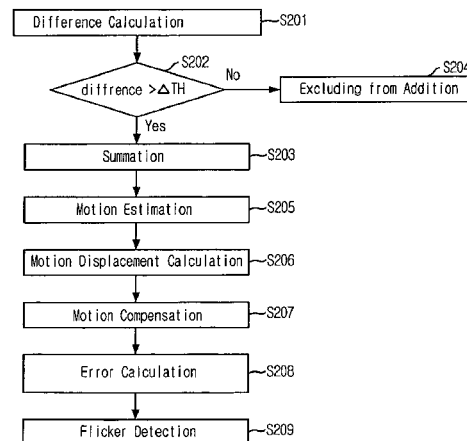 Difference Calculation
S201
S202
diffrence >△TH
No
S204
Excluding from Addition
Yes
Summation
S203
Motion Estimation
S205
Motion Displacement Calculation
S206
Motion Compensation
S207
Error Calculation
S208
Flicker Detection
S209